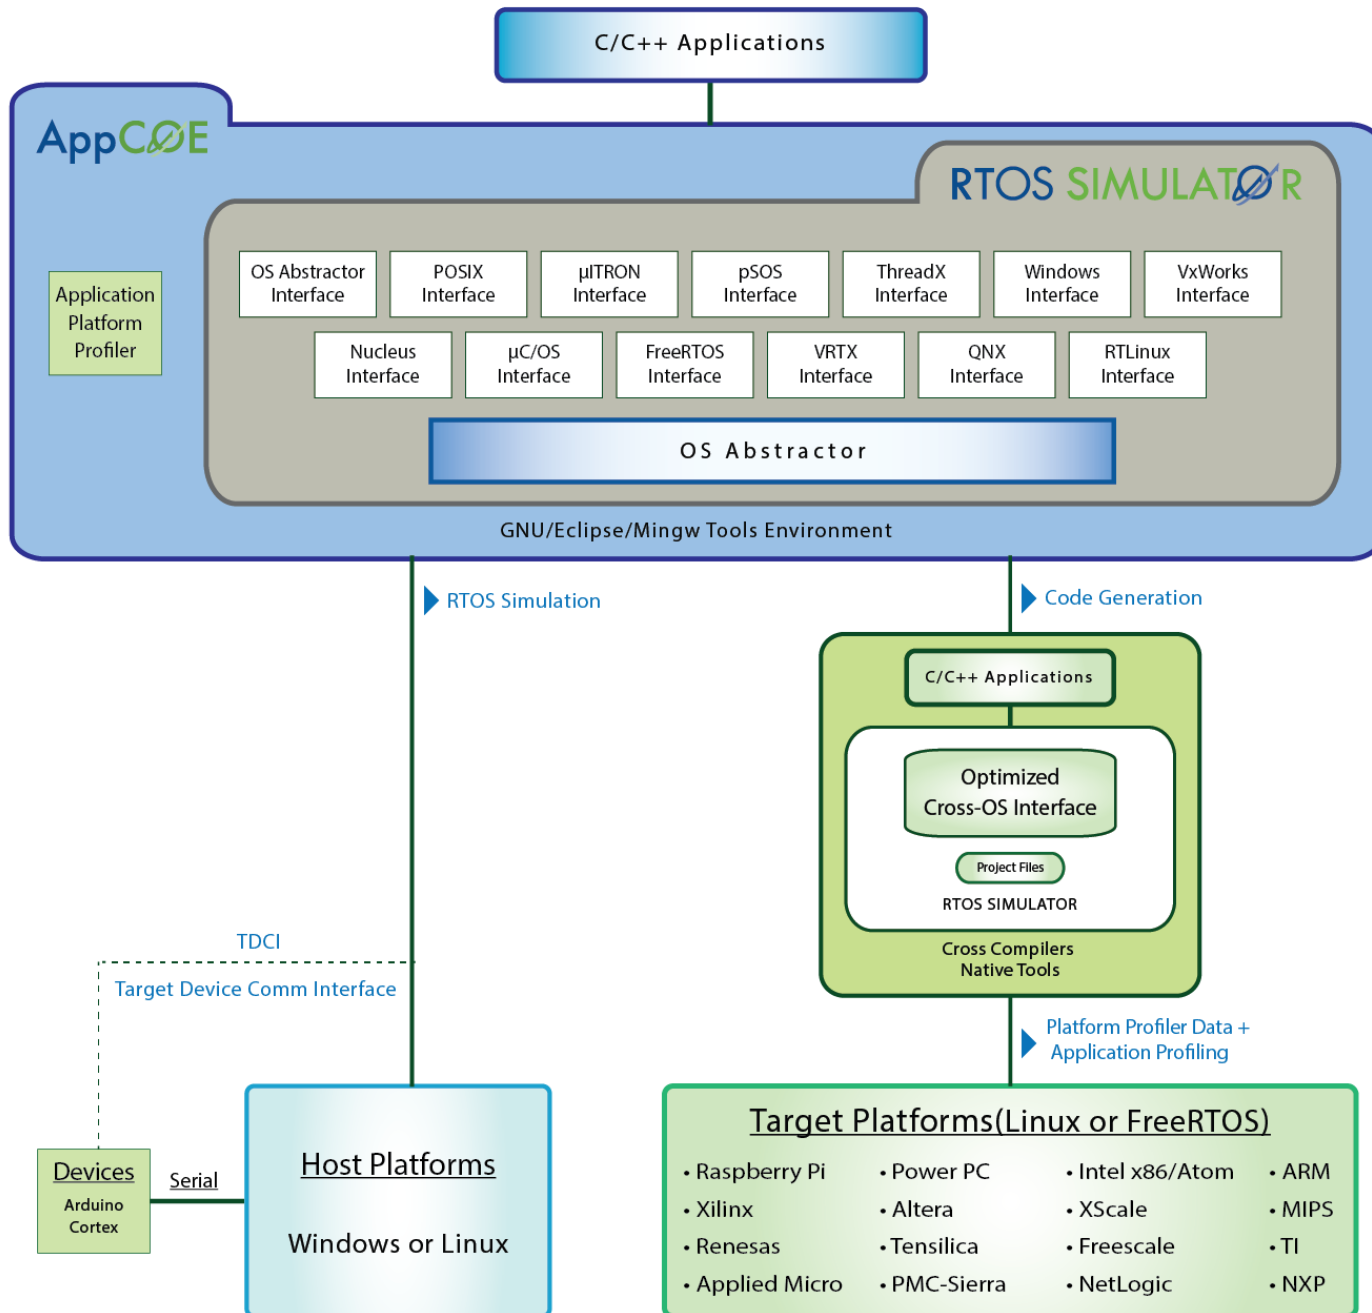 C/C++ Applications
AppCOE
RTOS SIMULATOR
Application
Platform
Profiler
OS Abstractor
Interface
POSIX
Interface
µITRON
Interface
pSOS
Interface
ThreadX
Interface
Windows
Interface
VxWorks
Interface
Nucleus
Interface
µC/OS
Interface
FreeRTOS
Interface
VRTX
Interface
QNX
Interface
RTLinux
Interface
OS Abstractor
GNU/Eclipse/Mingw Tools Environment
RTOS Simulation
Code Generation
C/C++ Applications
Optimized
Cross-OS Interface
Project Files
RTOS SIMULATOR
Cross Compilers
Native Tools
TDCI
Target Device Comm Interface
Platform Profiler Data +
Application Profiling
Devices
Arduino
Cortex
Serial
Host Platforms
Windows or Linux
Target Platforms(Linux or FreeRTOS)
• Raspberry Pi • Power PC • Intel x86/Atom • ARM
• Xilinx • Altera • XScale • MIPS
• Renesas • Tensilica • Freescale • TI
• Applied Micro • PMC-Sierra • NetLogic • NXP